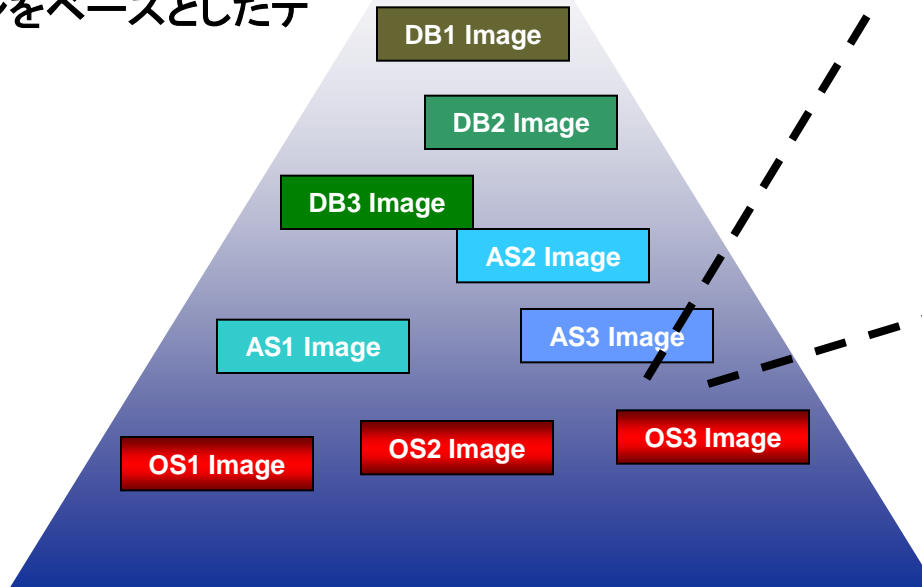 をベースとしたテ
DB1 Image
DB2 Image
DB3 Image
AS2 Image
AS3 Image
AS1 Image
OS3 Image
OS2 Image
OS1 Image